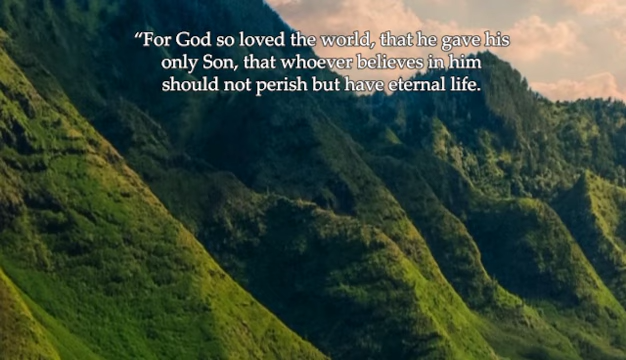 “For God so loved the world, that he gave his
only Son, that whoever believes in him
should not perish but have eternal life.